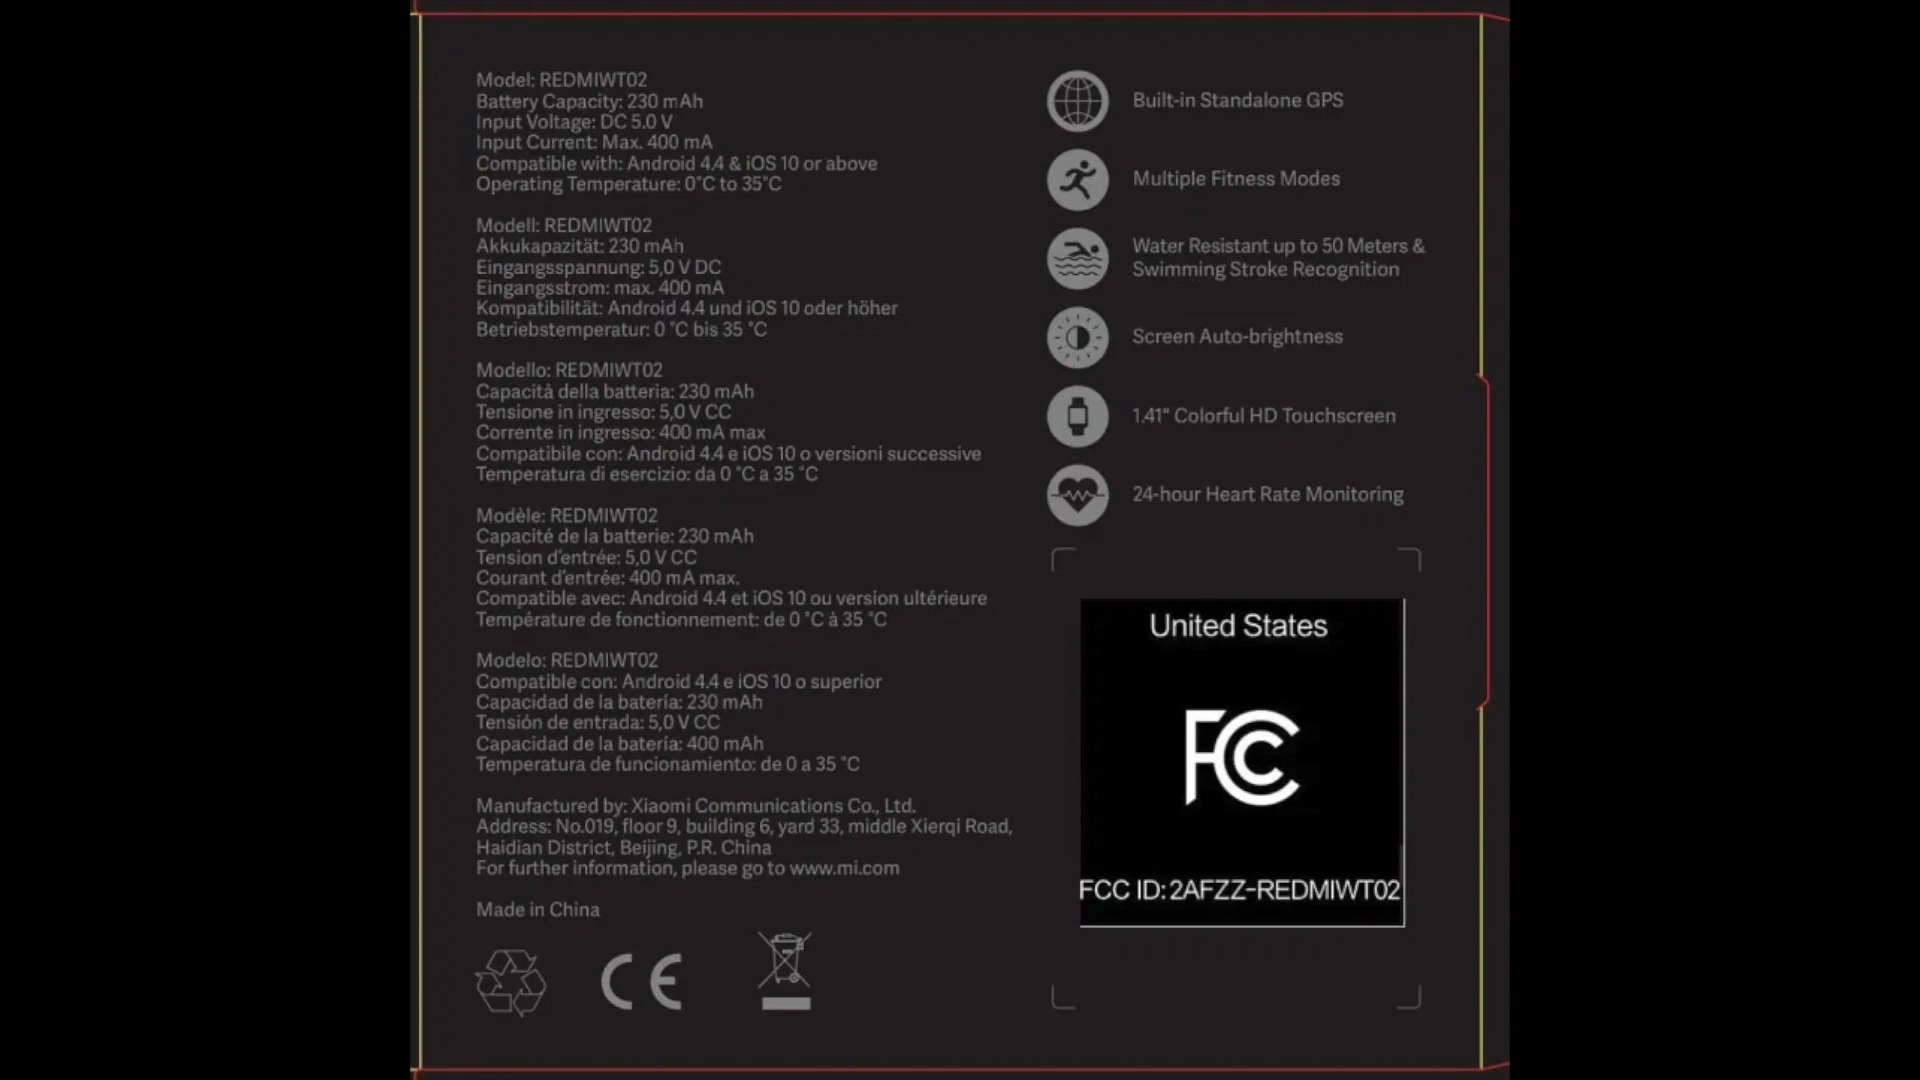 Model: REDMIWT02
Battery Capacity: 230 mAh
Input Voltage: DC 5.0 V
Input Current: Max. 400 mA
Compatible with: Android 4.4 & iOS 10 or above
Operating Temperature: 0°C to 35°C
Modell: REDMIWT02
Akkukapazität: 230 mAh
Eingangsspannung: 5,0 V DC
Eingangsstrom: max. 400 mA
Kompatibilität: Android 4.4 und iOS 10 oder höher
Betriebstemperatur: 0 °C bis 35 °C
Modello: REDMIWT02
Capacità della batteria: 230 mAh
Tensione in ingresso: 5,0 V CC
Corrente in ingresso: 400 mA max
Compatibile con: Android 4.4 e iOS 10 o versioni successive
Temperatura di esercizio: da 0 °C a 35 °C
Modèle: REDMIWT02
Capacité de la batterie: 230 mAh
Tension d'entrée: 5,0 V CC
Courant d'entrée: 400 mA max.
Compatible avec: Android 4.4 et iOS 10 ou version ultérieure
Température de fonctionnement: de 0 °C à 35 °C
Modelo: REDMIWT02
Compatible con: Android 4.4 e iOS 10 o superior
Capacidad de la batería: 230 mAh
Tensión de entrada: 5,0 V CC
Capacidad de la batería: 400 mAh
Temperatura de funcionamiento: de 0 a 35 °C
Manufactured by: Xiaomi Communications Co., Ltd.
Address: No.019, floor 9, building 6, yard 33, middle Xierqi Road,
Haidian District, Beijing, P.R. China
For further information, please go to www.mi.com
Made in China
CE
Built-in Standalone GPS
Multiple Fitness Modes
Water Resistant up to 50 Meters &
Swimming Stroke Recognition
Screen Auto-brightness
1.41" Colorful HD Touchscreen
24-hour Heart Rate Monitoring
United States
FC
FCC ID: 2AFZZ-REDMIWT02